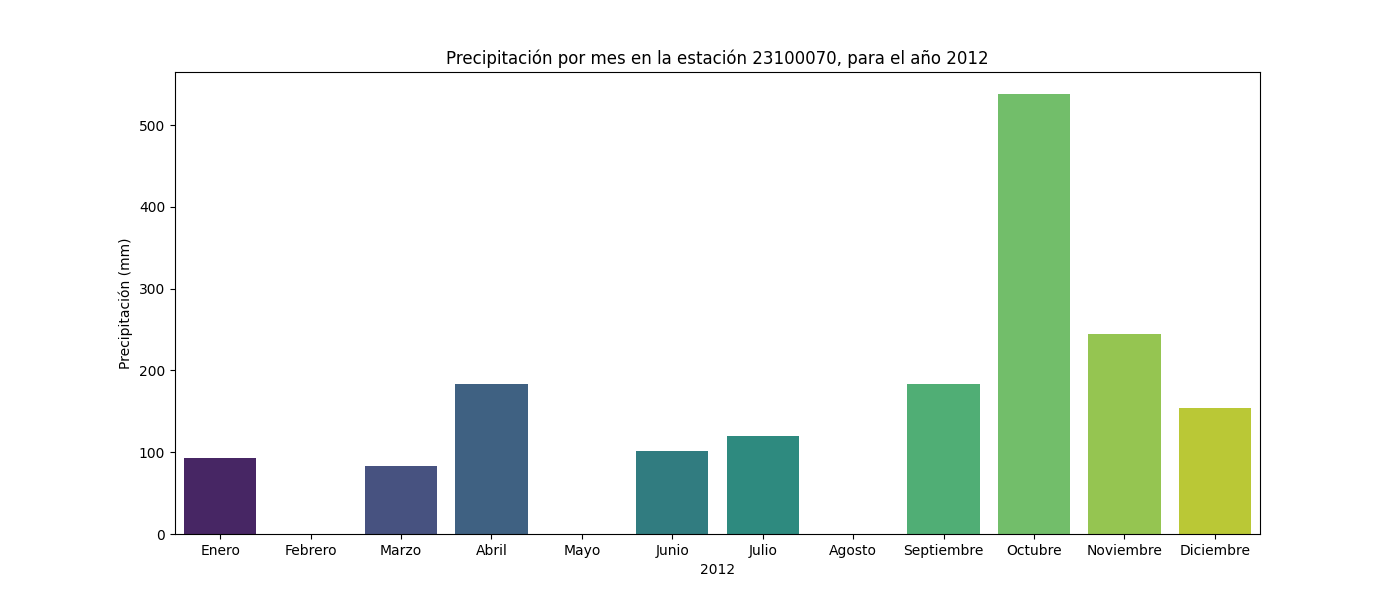 Precipitación por mes en la estación 23100070, para el año 2012
Precipitación (mm)
500
400
300
200
100
0
Enero Febrero Marzo Abril Mayo Junio Julio Agosto Septiembre Octubre Noviembre Diciembre
2012